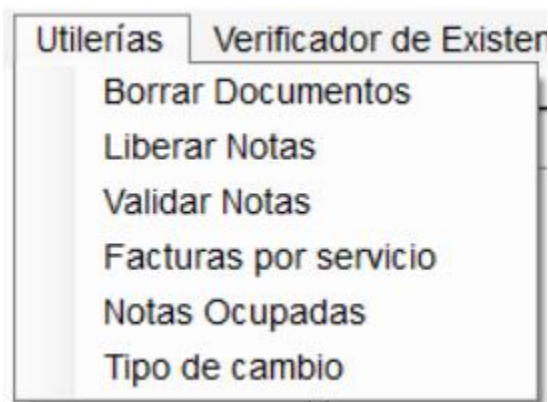 Utilerías Verificador de Existen
Borrar Documentos
Liberar Notas
Validar Notas
Facturas por servicio
Notas Ocupadas
Tipo de cambio